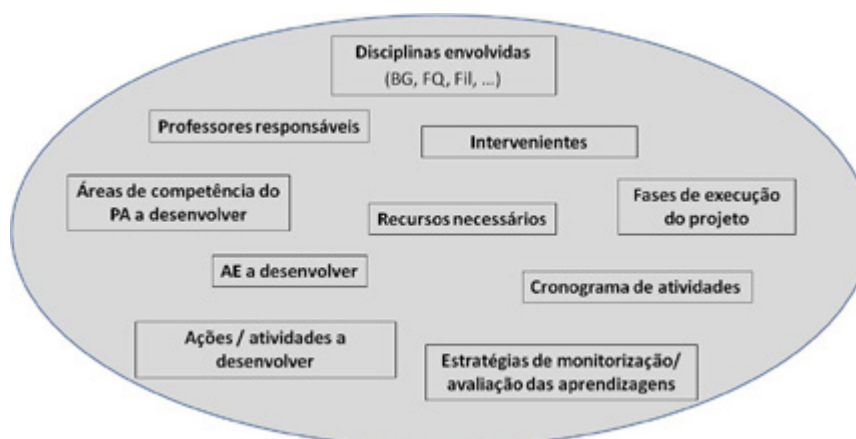 Disciplinas envolvidas
(BG, FQ, Fil, ...)
Professores responsáveis
Intervenientes
Áreas de competência do
PA a desenvolver
Recursos necessários
Fases de execução
do projeto
AE a desenvolver
Cronograma de atividades
Ações / atividades a
desenvolver
Estratégias de monitorização/
avaliação das aprendizagens